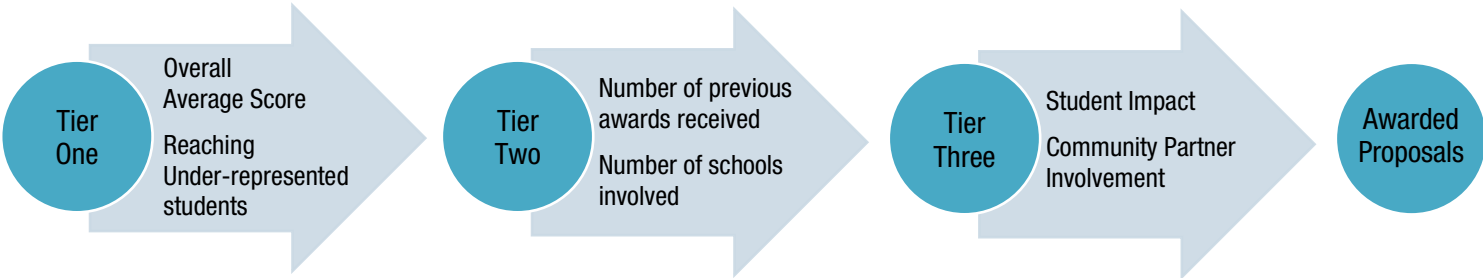 Tier
One
Overall
Average Score
Reaching
Under-represented
students
Tier
Two
Number of previous
awards received
Number of schools
involved
Tier
Three
Student Impact
Community Partner
Involvement
Awarded
Proposals